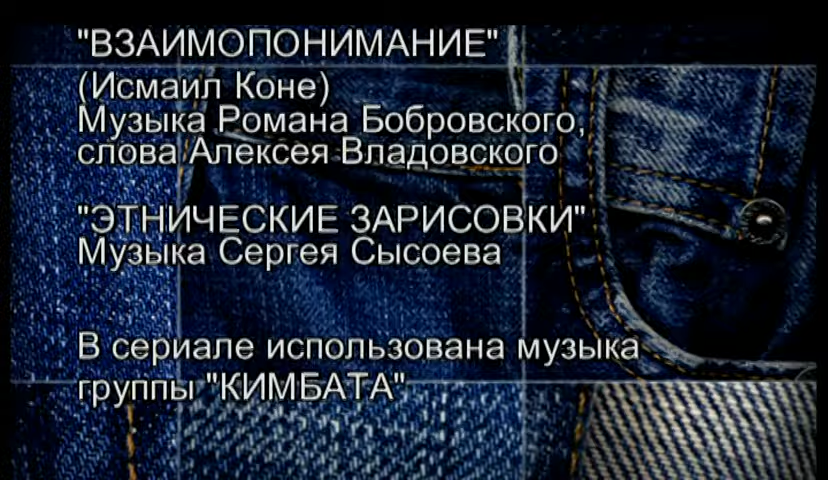 "ВЗАИМОПОНИМАНИЕ"
(Исмаил Коне)
Музыка Романа Бобровского,
слова Алексея Владовского
"ЭТНИЧЕСКИЕ ЗАРИСОВКИ"
Музыка Сергея Сысоева
В сериале использована музыка
группы "КИМБАТА"